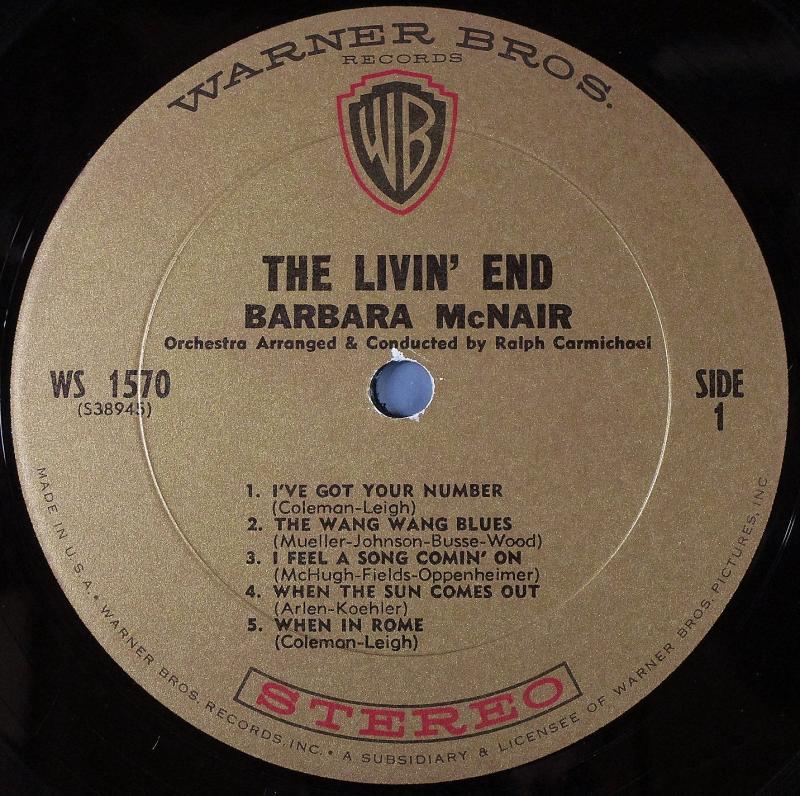 WARNER BROS.
RECORDS
WB
THE LIVIN' END
BARBARA McNAIR
Orchestra Arranged & Conducted by Ralph Carmichael
WS 1570
(S38945)
SIDE
1
1. I'VE GOT YOUR NUMBER
(Coleman-Leigh)
2. THE WANG WANG BLUES
(Mueller-Johnson-Busse-Wood)
3. I FEEL A SONG COMIN' ON
(McHugh-Fields-Oppenheimer)
4. WHEN THE SUN COMES OUT
(Arlen-Koehler)
5. WHEN IN ROME
(Coleman-Leigh)
STEREO
MADE IN U.S.A. • WARNER BROS. RECORDS, INC. • A SUBSIDIARY & LICENSEE OF WARNER BROS. PICTURES, INC.